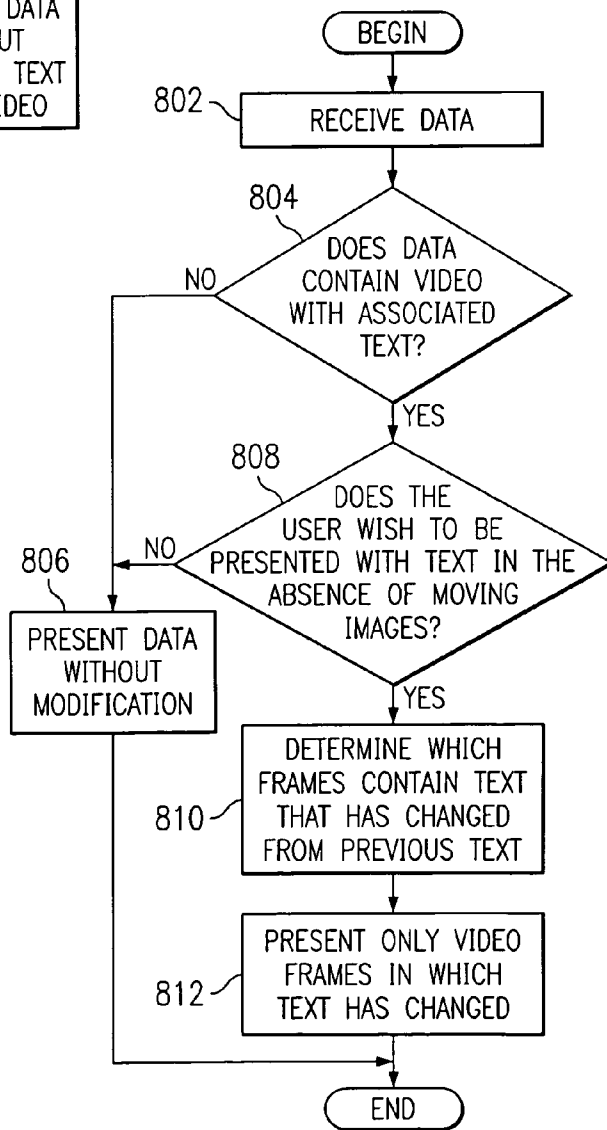 DATA
UT
TEXT
IDEO
BEGIN
802
RECEIVE DATA
804
DOES DATA
CONTAIN VIDEO
WITH ASSOCIATED
TEXT?
NO
YES
808
DOES THE
USER WISH TO BE
PRESENTED WITH TEXT IN THE
ABSENCE OF MOVING
IMAGES?
NO
YES
806
PRESENT DATA
WITHOUT
MODIFICATION
810
DETERMINE WHICH
FRAMES CONTAIN TEXT
THAT HAS CHANGED
FROM PREVIOUS TEXT
812
PRESENT ONLY VIDEO
FRAMES IN WHICH
TEXT HAS CHANGED
END